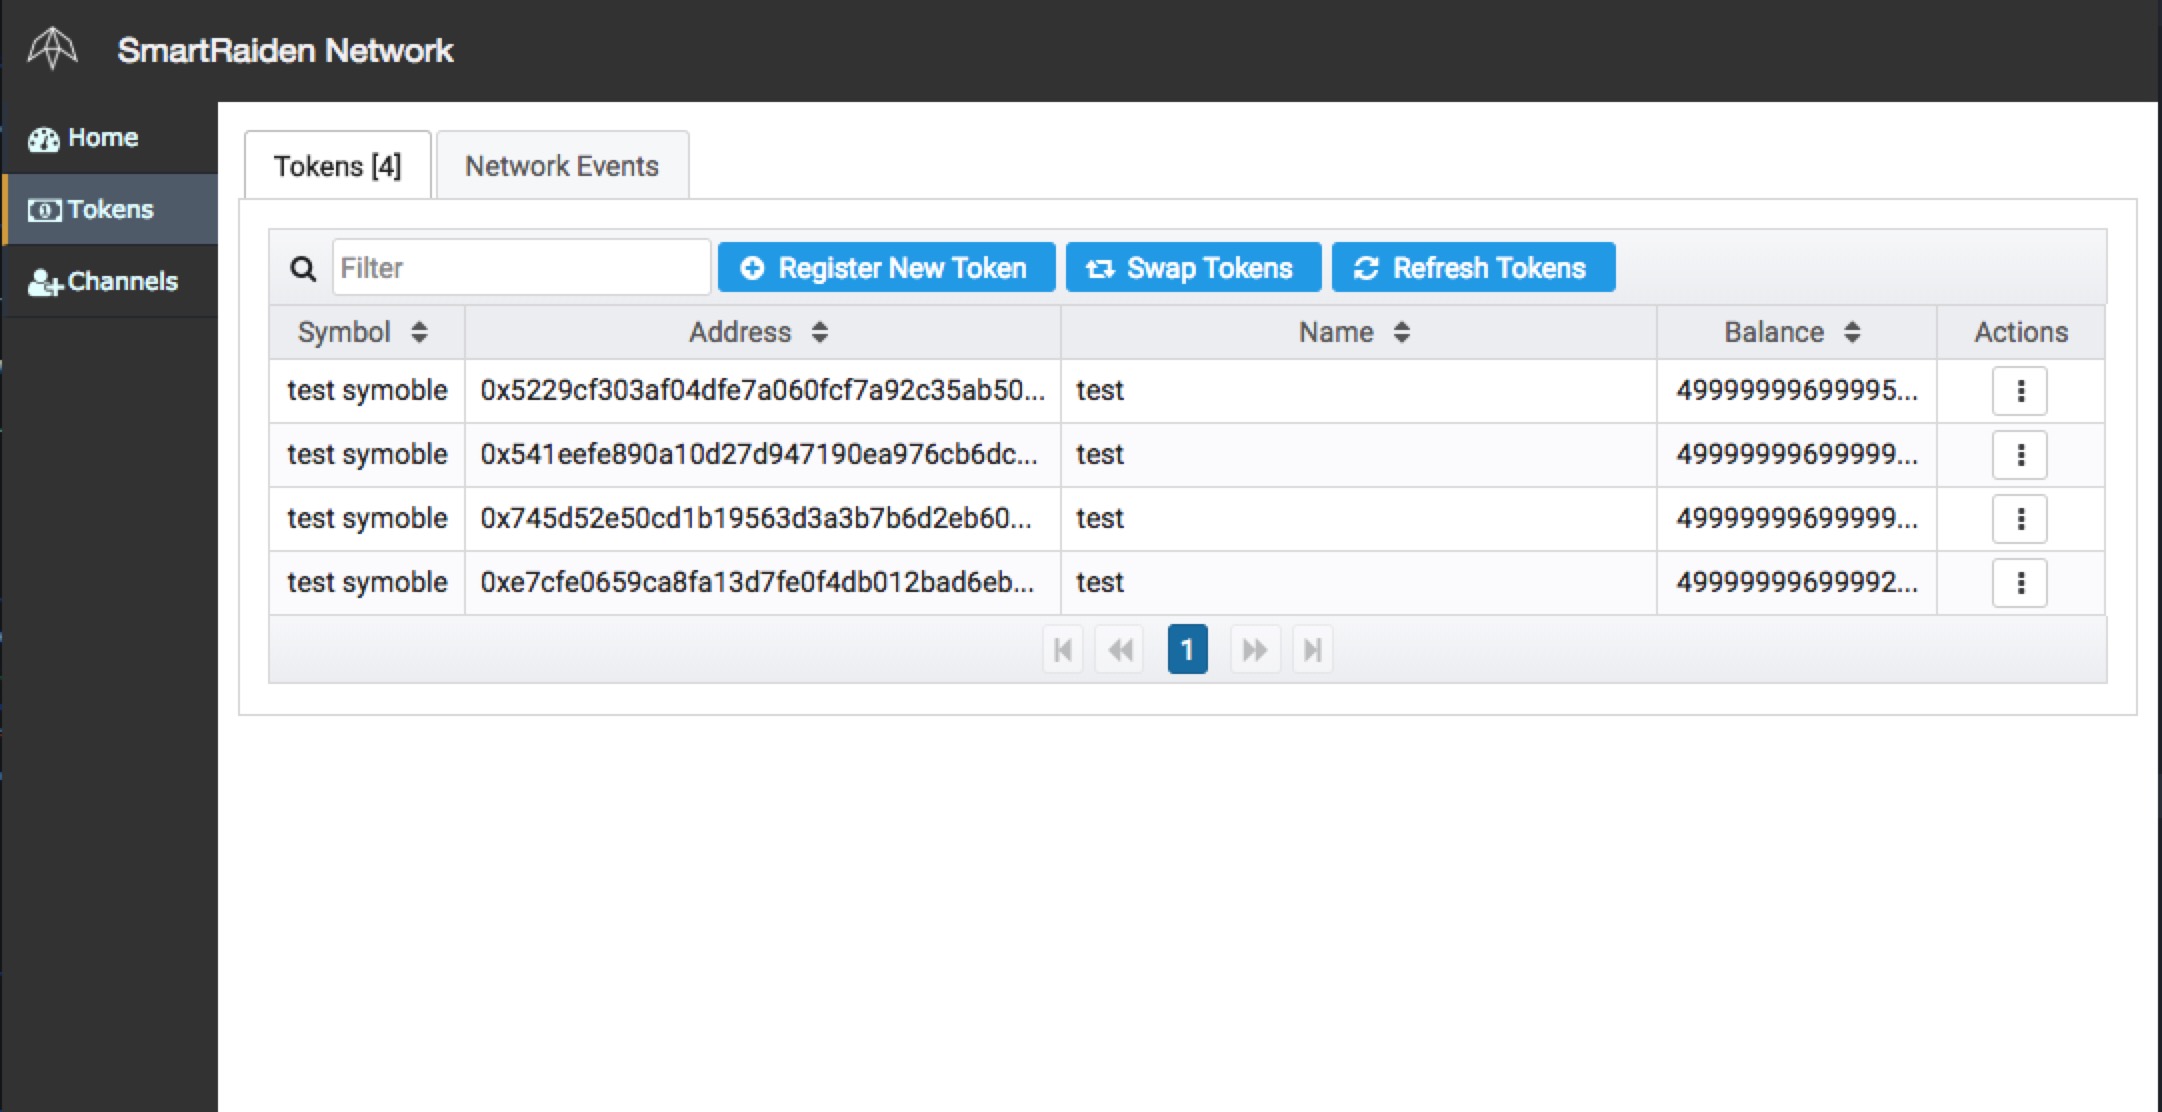 SmartRaiden Network
Home
Tokens
Channels
Tokens [4] Network Events
Filter Register New Token Swap Tokens Refresh Tokens
Symbol Address Name Balance Actions
test symoble 0x5229cf303af04dfe7a060fcf7a92c35ab50... test 49999999699995...
test symoble 0x541eefe890a10d27d947190ea976cb6dc... test 49999999699999...
test symoble 0x745d52e50cd1b19563d3a3b7b6d2eb60... test 49999999699999...
test symoble 0xe7cfe0659ca8fa13d7fe0f4db012bad6eb... test 49999999699992...
1